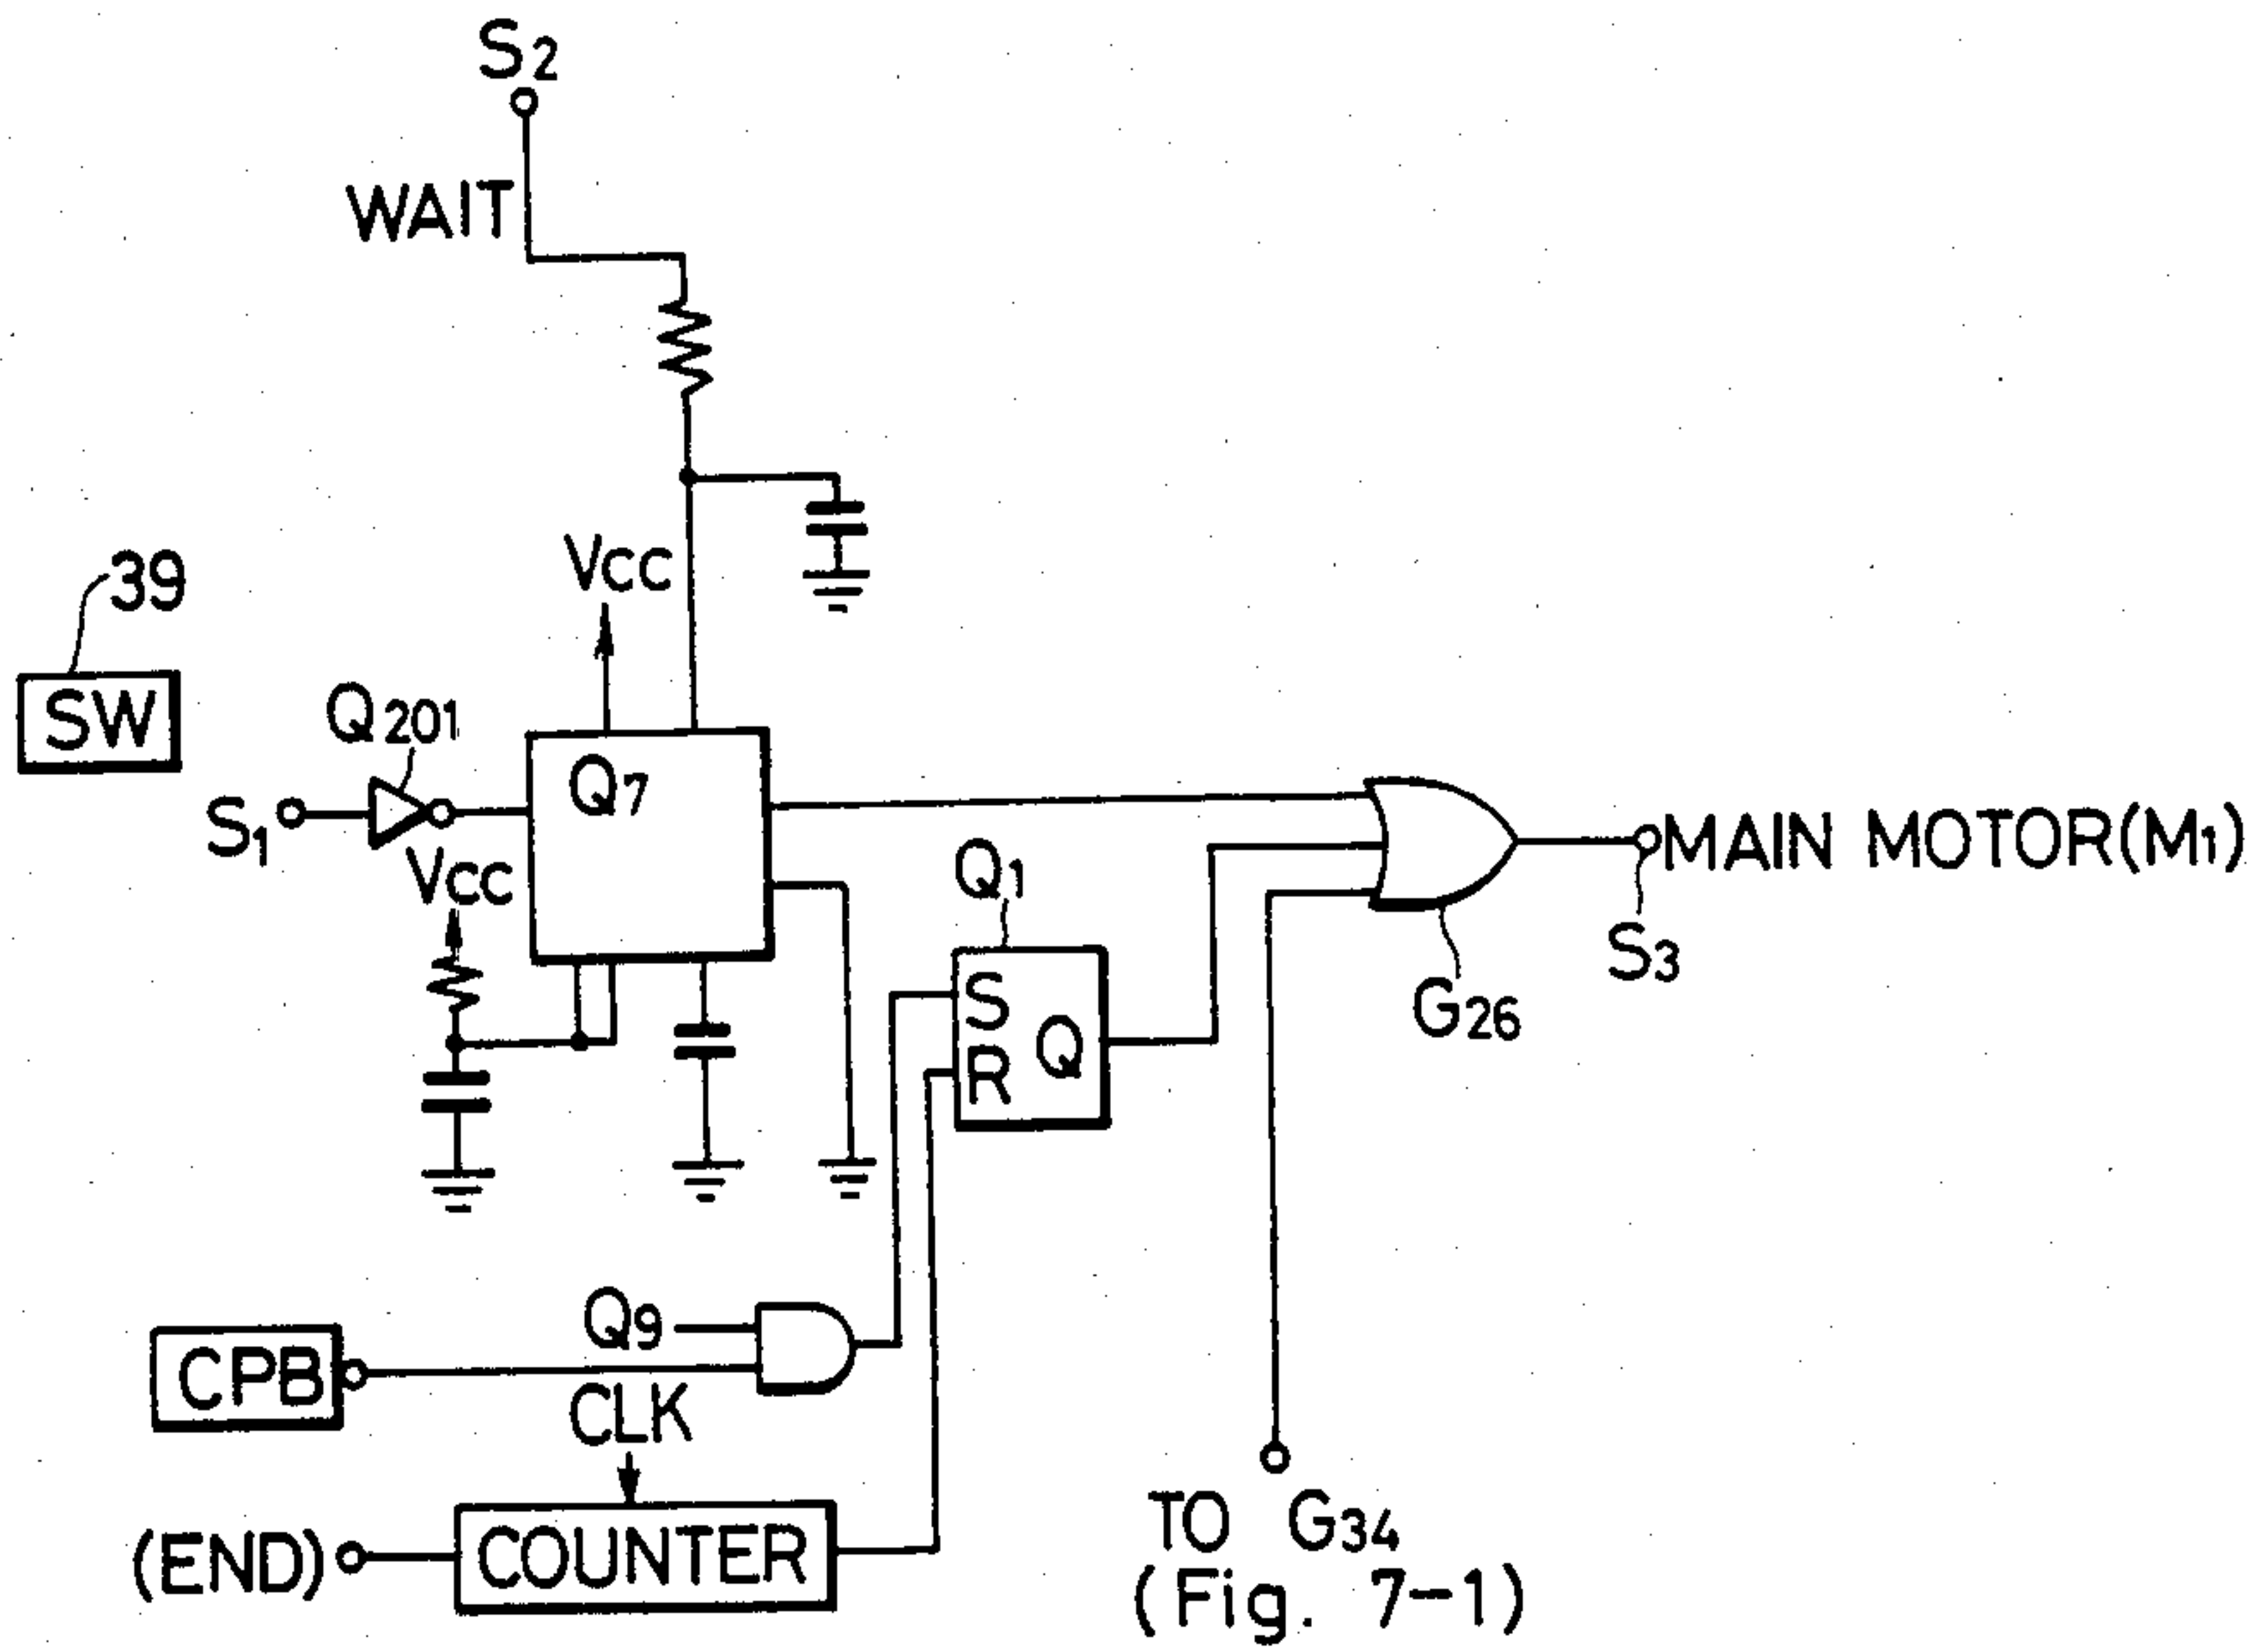 S2
WAIT
VCC
39
SW
Q201
Q7
S1
VCC
MAIN MOTOR(M1)
S3
G26
Q1
S
R
Q
Q9
CPB
CLK
(END)
COUNTER
TO G34
(Fig. 7-1)